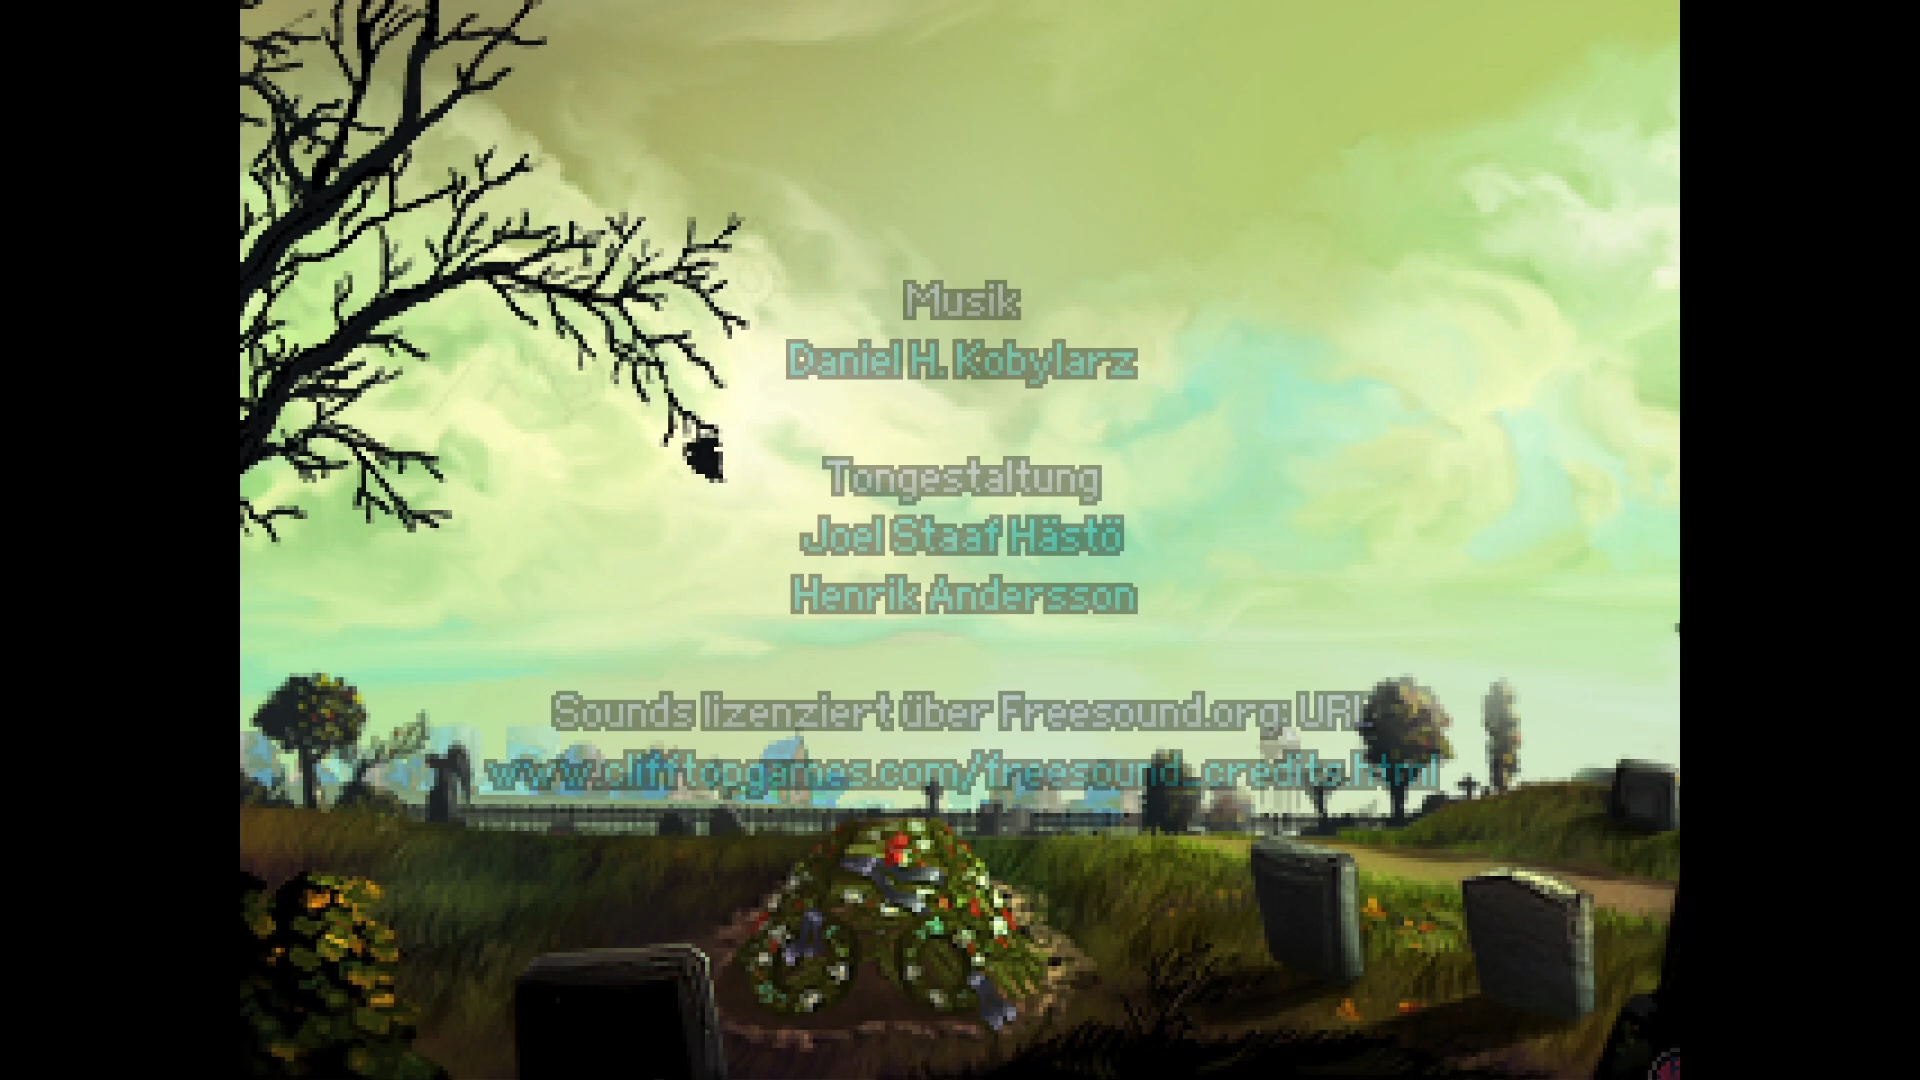 Musik
Daniel H. Kobylarz
Tongestaltung
Joel Staaf Hästö
Henrik Andersson
Sounds lizenziert über Freesound.org: URL
www.clifftopgames.com/freesound_credits.html